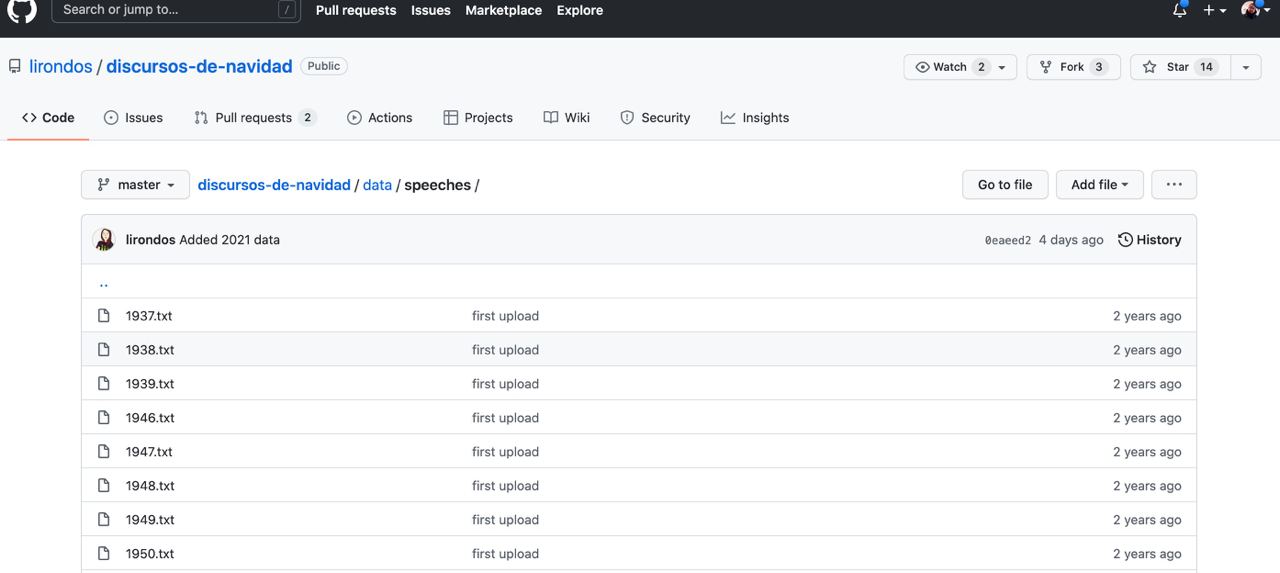 Search or jump to... / Pull requests Issues Marketplace Explore
lirondos / discursos-de-navidad Public Watch 2 Fork 3 Star 14
Code Issues Pull requests 2 Actions Projects Wiki Security Insights
master discursos-de-navidad / data / speeches / Go to file Add file ...
lirondos Added 2021 data 0eaeed2 4 days ago History
..
1937.txt first upload 2 years ago
1938.txt first upload 2 years ago
1939.txt first upload 2 years ago
1946.txt first upload 2 years ago
1947.txt first upload 2 years ago
1948.txt first upload 2 years ago
1949.txt first upload 2 years ago
1950.txt first upload 2 years ago